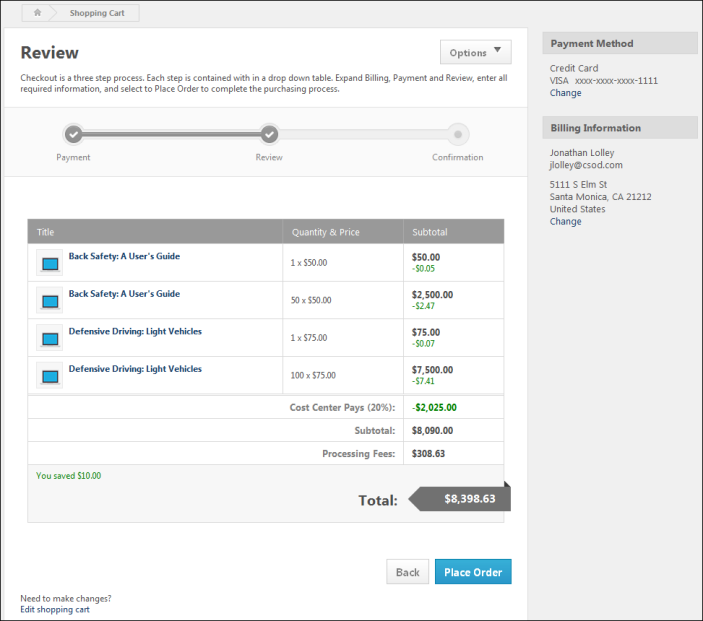 Shopping Cart
Review
Options
Checkout is a three step process. Each step is contained with in a drop down table. Expand Billing, Payment and Review, enter all
required information, and select to Place Order to complete the purchasing process.
Payment
Review
Confirmation
Title Quantity & Price Subtotal
Back Safety: A User's Guide 1 x $50.00 $50.00
-$0.05
Back Safety: A User's Guide 50 x $50.00 $2,500.00
-$2.47
Defensive Driving: Light Vehicles 1 x $75.00 $75.00
-$0.07
Defensive Driving: Light Vehicles 100 x $75.00 $7,500.00
-$7.41
Cost Center Pays (20%): -$2,025.00
Subtotal: $8,090.00
Processing Fees: $308.63
You saved $10.00
Total: $8,398.63
Back Place Order
Need to make changes?
Edit shopping cart
Payment Method
Credit Card
VISA xxxx-xxxx-xxxx-1111
Change
Billing Information
Jonathan Lolley
jlolley@csod.com
5111 S Elm St
Santa Monica, CA 21212
United States
Change